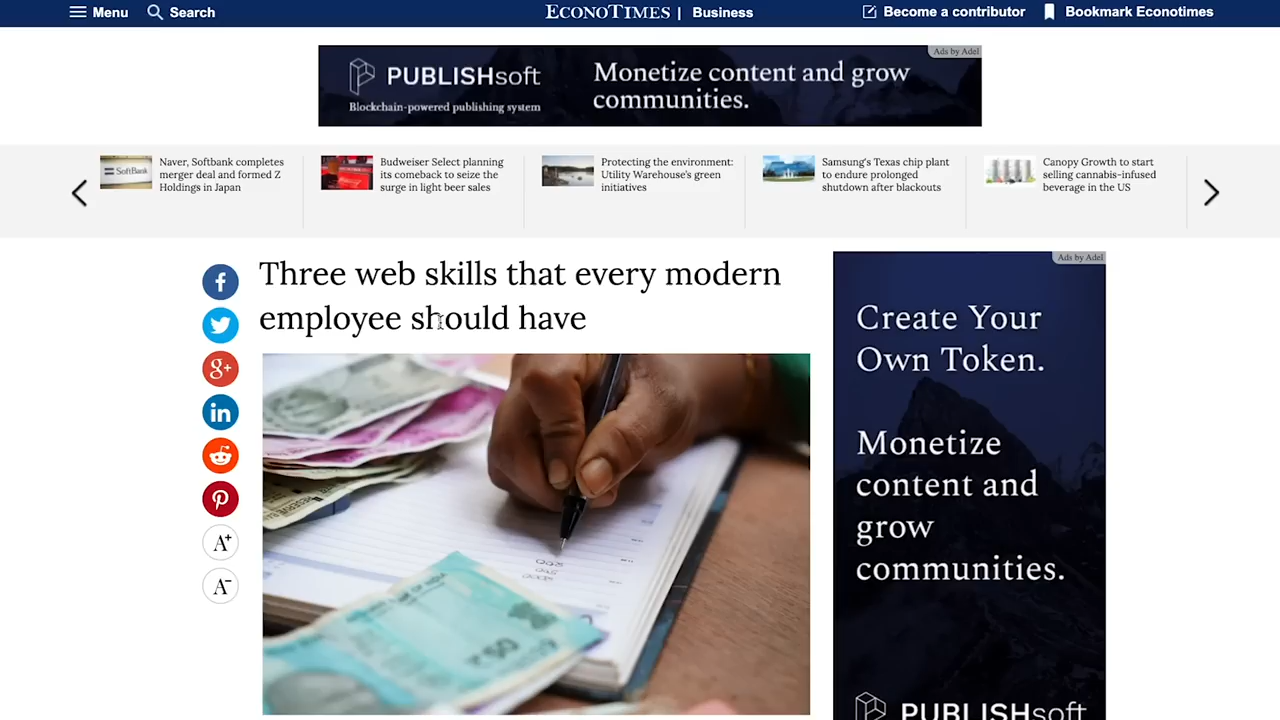 Menu
Search
ECONOTIMES | Business
Become a contributor
Bookmark Econotimes
Ads by Adel
PUBLISHsoft
Blockchain-powered publishing system
Monetize content and grow
communities.
SoftBank
Naver, Softbank completes
merger deal and formed Z
Holdings in Japan
Budweiser Select planning
its comeback to seize the
surge in light beer sales
Protecting the environment:
Utility Warehouse's green
initiatives
Samsung's Texas chip plant
to endure prolonged
shutdown after blackouts
Canopy Growth to start
selling cannabis-infused
beverage in the US
Three web skills that every modern
employee should have
f
g+
in
A+
A-
₹50
Ads by Adel
Create Your
Own Token.
Monetize
content and
grow
communities.
PUBLISHsoft